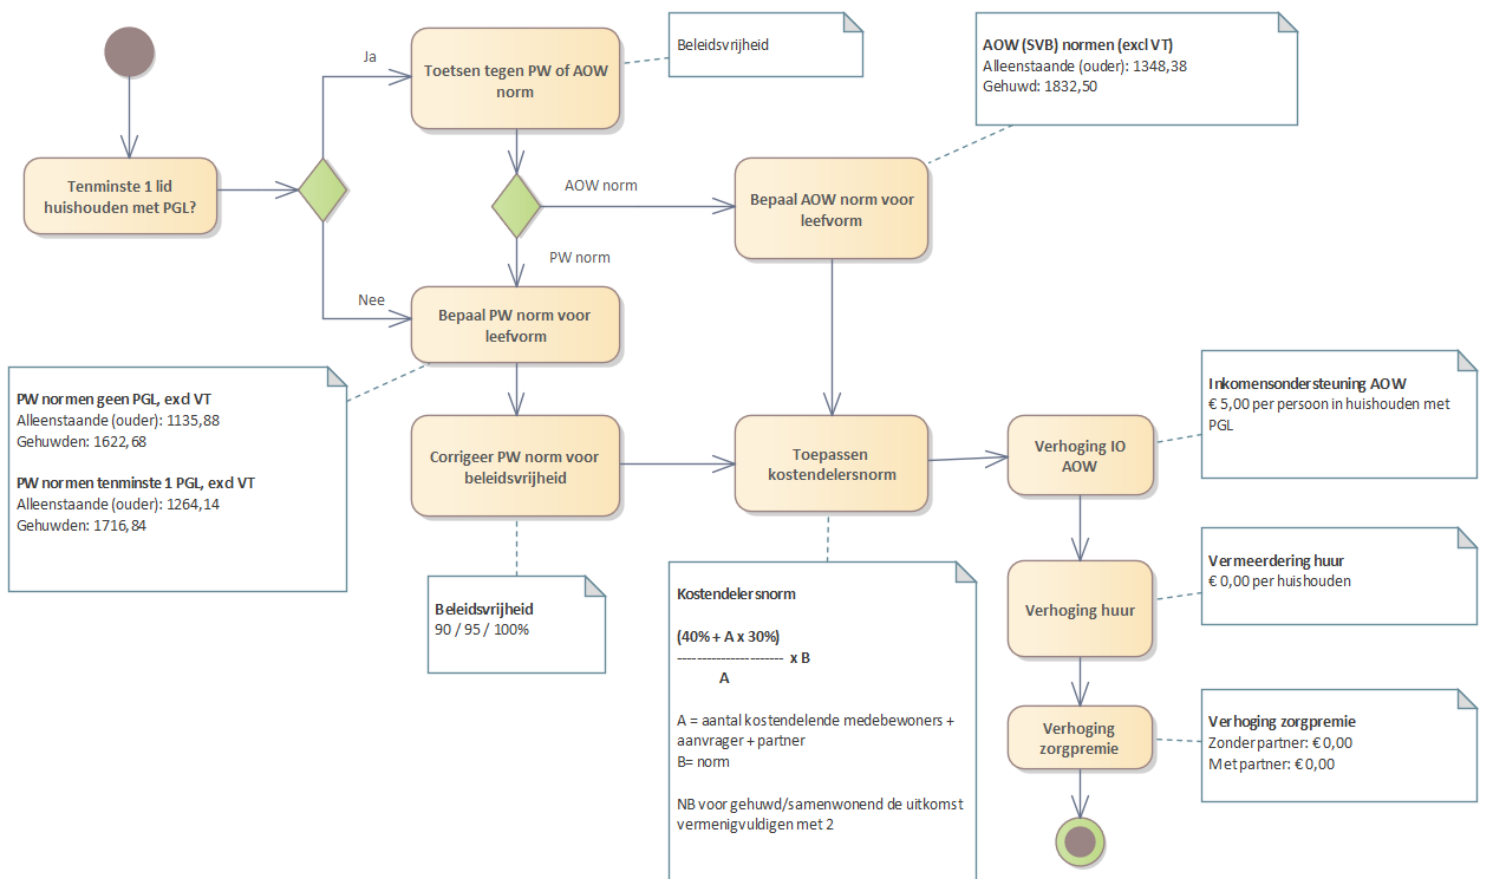 Ja
Toetsen tegen PW of AOW
norm
Beleidsvrijheid
AOW (SVB) normen (excl VT)
Alleenstaande (ouder): 1348,38
Gehuwd: 1832,50
Tenminste 1 lid
huishouden met PGL?
AOW norm
Bepaal AOW norm voor
leefvorm
PW norm
Nee
Bepaal PW norm voor
leefvorm
PW normen geen PGL, excl VT
Alleenstaande (ouder): 1135,88
Gehuwden: 1622,68
PW normen tenminste 1 PGL, excl VT
Alleenstaande (ouder): 1264,14
Gehuwden: 1716,84
Corrigeer PW norm voor
beleidsvrijheid
Toepassen
kostendelersnorm
Verhoging IO
AOW
Inkomensondersteuning AOW
€ 5,00 per persoon in huishouden met
PGL
Beleidsvrijheid
90 / 95 / 100%
Kostendelersnorm
(40% + A x 30%)
---------------------- x B
A
A = aantal kostendelende medebewoners +
aanvrager + partner
B= norm
NB voor gehuwd/samenwonend de uitkomst
vermenigvuldigen met 2
Verhoging huur
Vermeerdering huur
€ 0,00 per huishouden
Verhoging
zorgpremie
Verhoging zorgpremie
Zonder partner: € 0,00
Met partner: € 0,00